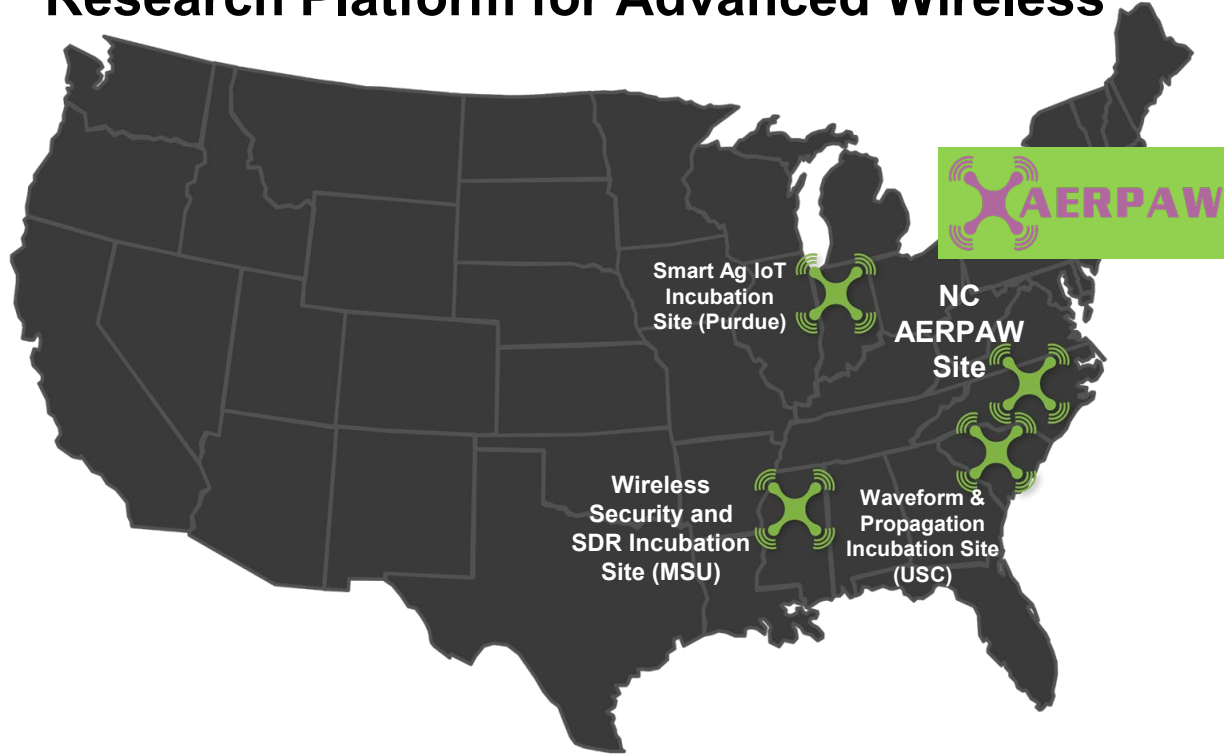 Research Platform for Advanced Wireless
AERPAW
Smart Ag IoT
Incubation
Site (Purdue)
NC
AERPAW
Site
Wireless
Security and
SDR Incubation
Site (MSU)
Waveform &
Propagation
Incubation Site
(USC)